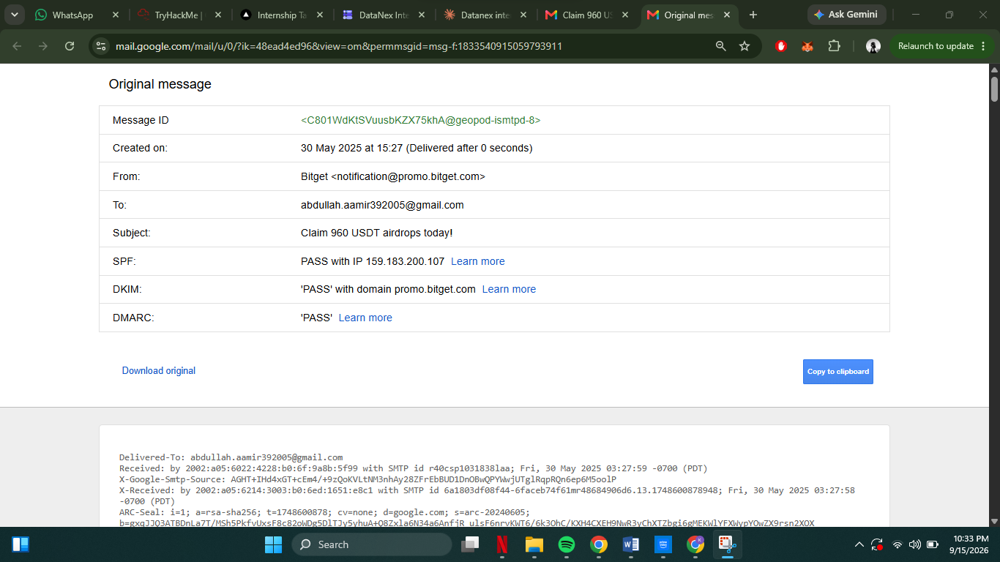 WhatsApp
TryHackMe |
Internship Ta
DataNex Inte
Datanex inte
Claim 960 US
Original mes
Ask Gemini
mail.google.com/mail/u/0/?ik=48ead4ed96&view=om&permmsgid=msg-f:1833540915059793911
Relaunch to update
Original message
Message ID <C801WdKtSVuusbKZX75khA@geopod-ismtpd-8>
Created on: 30 May 2025 at 15:27 (Delivered after 0 seconds)
From: Bitget <notification@promo.bitget.com>
To: abdullah.aamir392005@gmail.com
Subject: Claim 960 USDT airdrops today!
SPF: PASS with IP 159.183.200.107 Learn more
DKIM: 'PASS' with domain promo.bitget.com Learn more
DMARC: 'PASS' Learn more
Download original
Copy to clipboard
Delivered-To: abdullah.aamir392005@gmail.com
Received: by 2002:a05:6022:4228:b0:6f:9a8b:5f99 with SMTP id r40csp1031838laa; Fri, 30 May 2025 03:27:59 -0700 (PDT)
X-Google-Smtp-Source: AGHT+IHd4xGT+cEm4/+9zQoKVLtNM3nhAy28ZFrEbBUD1DnOBwQPYWwjUTglRqpRQn6ep6M5oolP
X-Received: by 2002:a05:6214:3003:b0:6ed:1651:e8c1 with SMTP id 6a1803df08f44-6faceb74f61mr48684906d6.13.1748600878948; Fri, 30 May 2025 03:27:58
-0700 (PDT)
ARC-Seal: i=1; a=rsa-sha256; t=1748600878; cv=none; d=google.com; s=arc-20240605;
Search
prime video
10:33 PM
9/15/2026